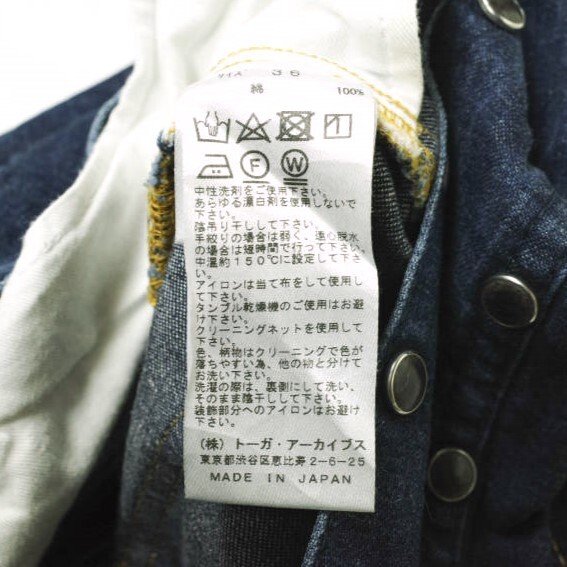 サイズ 36
綿 100%
F W
中性洗剤をご使用下さい。
あらゆる漂白剤を使用しないで
下さい。
陰吊り干しして下さい。
手絞りの場合は弱く、遠心脱水
の場合は短時間で行って下さい。
中温約150℃に設定して下さ
い。
アイロンは当て布をして使用し
て下さい。
タンブル乾燥機のご使用はお避
け下さい。
クリーニングネットを使用して
下さい。
色、柄物はクリーニングで色が
落ちやすい為、他の物と分けて
お洗い下さい。
洗濯の際は、裏側にして洗い、
そのまま陰干しして下さい。
装飾部分へのアイロンはお避け
下さい。
(株)トーガ・アーカイブス
東京都渋谷区恵比寿2-6-25
MADE IN JAPAN